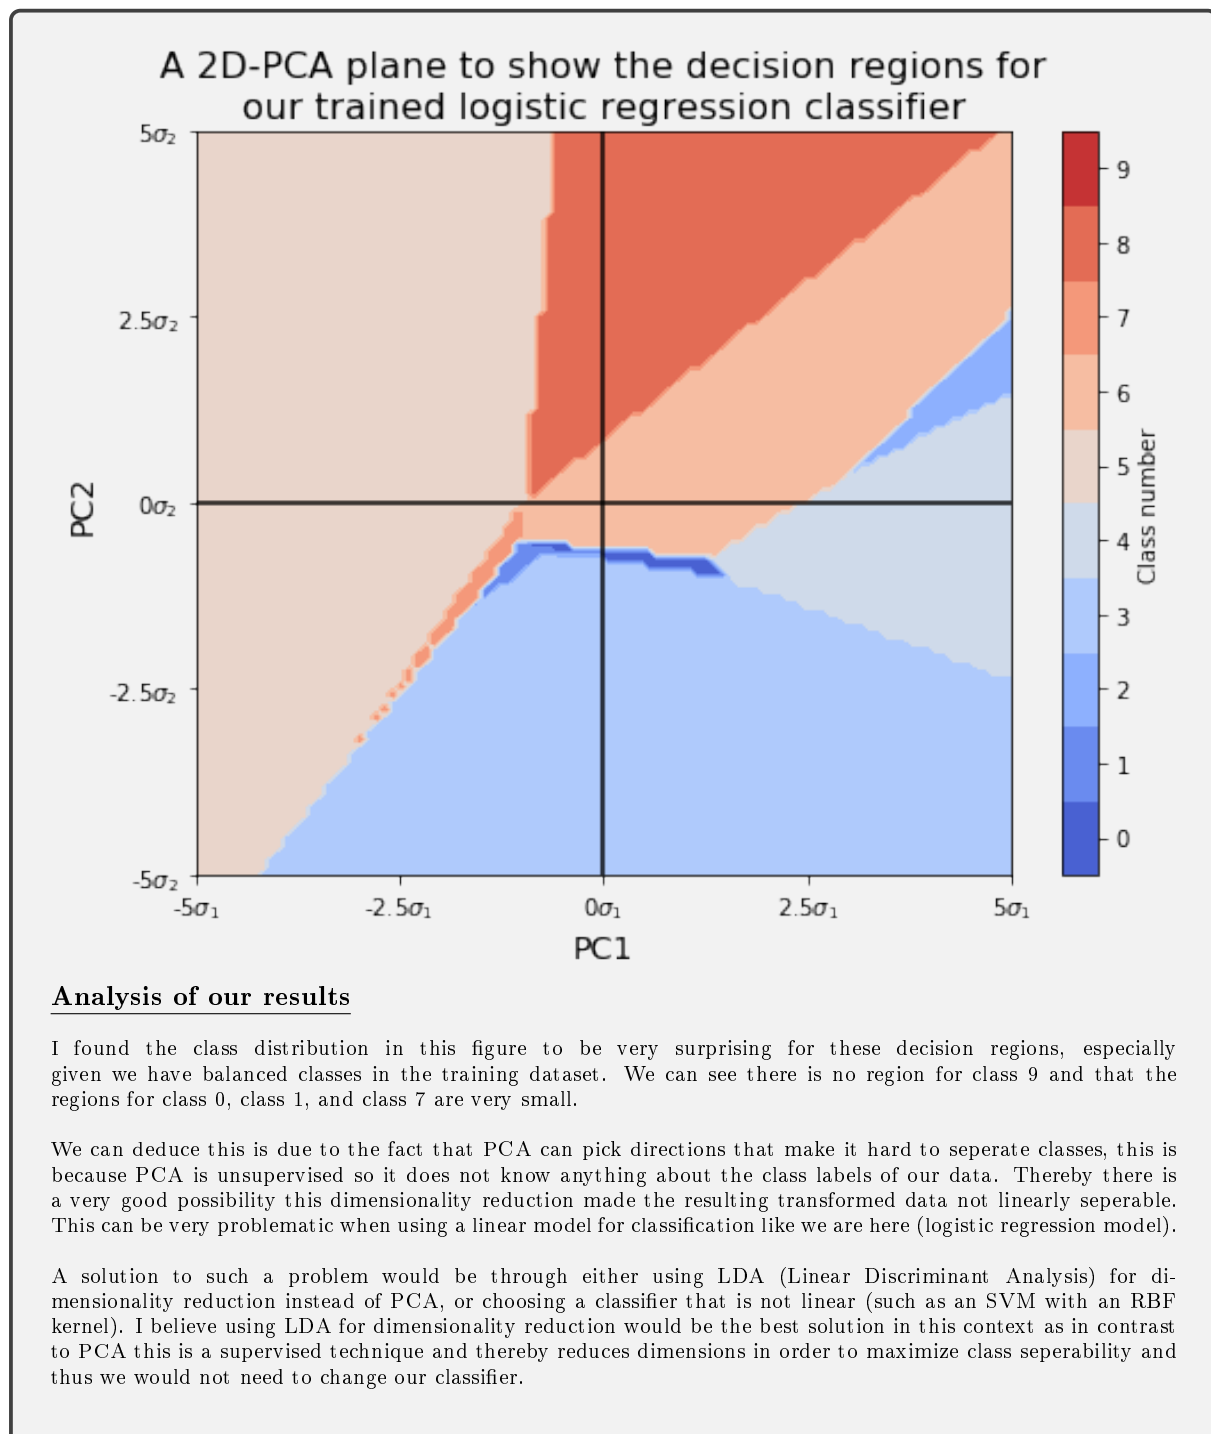 A 2D-PCA plane to show the decision regions for
our trained logistic regression classifier
5σ₂
2.5σ₂
0σ₂
-2.5σ₂
-5σ₂
PC2
-5σ₁
-2.5σ₁
0σ₁
2.5σ₁
5σ₁
PC1
9
8
7
6
5
4
3
2
1
0
Class number
Analysis of our results
I found the class distribution in this figure to be very surprising for these decision regions, especially
given we have balanced classes in the training dataset. We can see there is no region for class 9 and that the
regions for class 0, class 1, and class 7 are very small.
We can deduce this is due to the fact that PCA can pick directions that make it hard to seperate classes, this is
because PCA is unsupervised so it does not know anything about the class labels of our data. Thereby there is
a very good possibility this dimensionality reduction made the resulting transformed data not linearly seperable.
This can be very problematic when using a linear model for classification like we are here (logistic regression model).
A solution to such a problem would be through either using LDA (Linear Discriminant Analysis) for di-
mensionality reduction instead of PCA, or choosing a classifier that is not linear (such as an SVM with an RBF
kernel). I believe using LDA for dimensionality reduction would be the best solution in this context as in contrast
to PCA this is a supervised technique and thereby reduces dimensions in order to maximize class seperability and
thus we would not need to change our classifier.